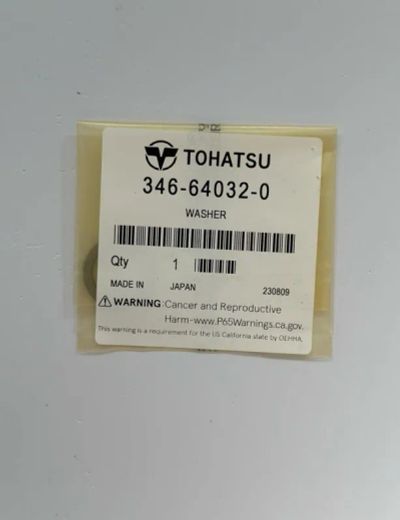 TOHATSU
346-64032-0
WASHER
Qty 1
MADE IN JAPAN 230809
WARNING:Cancer and Reproductive
Harm-www.P65Warnings.ca.gov.
This warning is a requirement for the US California state by OEHHA.